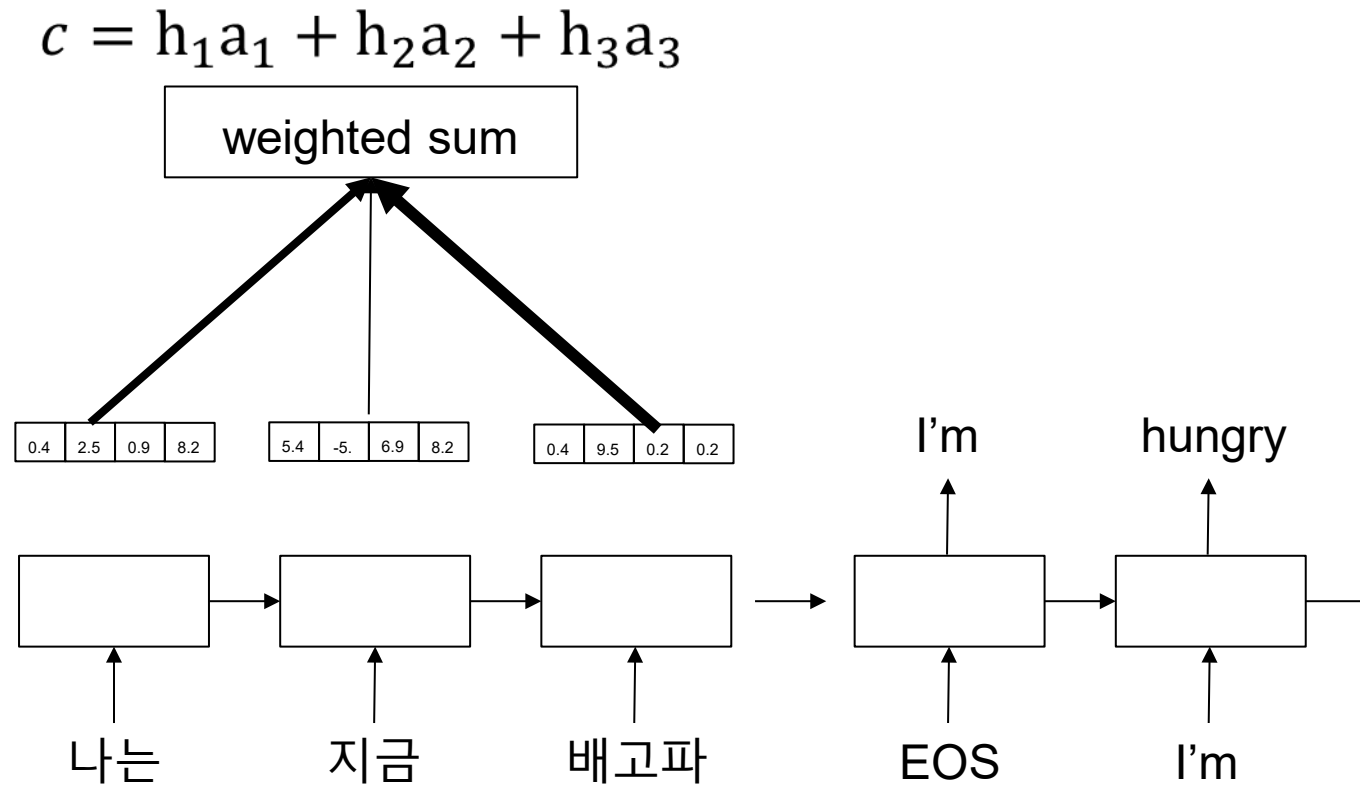 c = h₁a₁ + h₂a₂ + h₃a₃
weighted sum
0.4 2.5 0.9 8.2 5.4 -5. 6.9 8.2 0.4 9.5 0.2 0.2
I’m hungry
나는 지금 배고파 EOS I’m